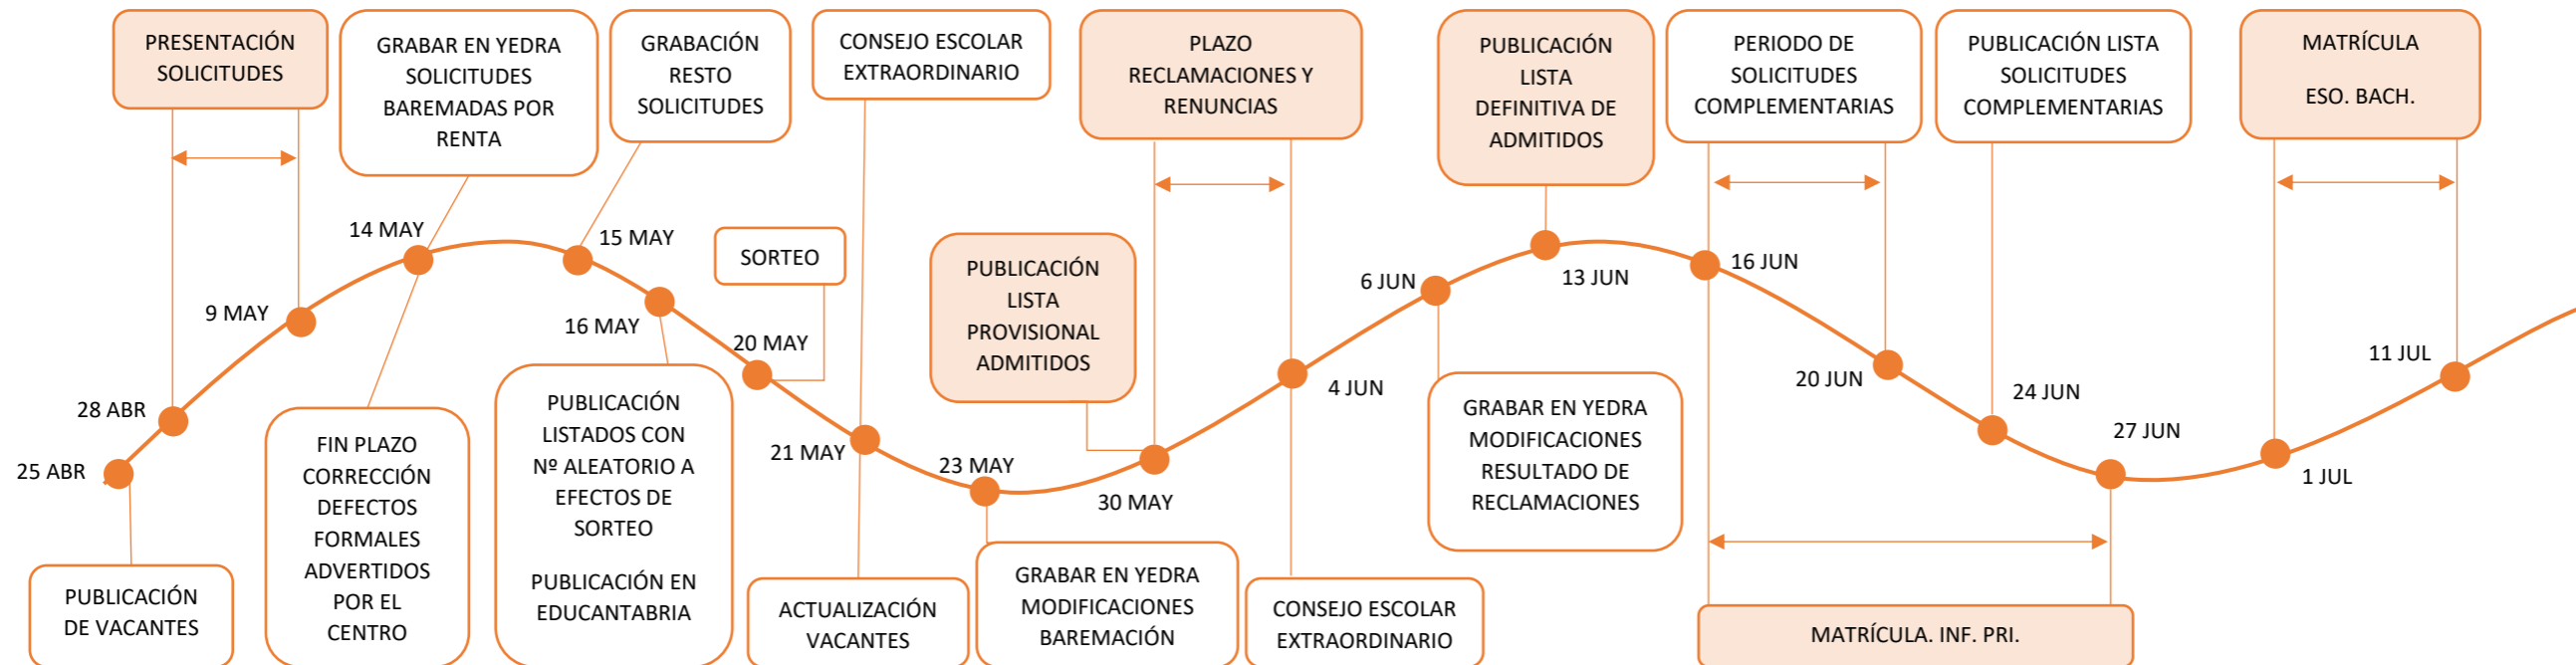 PRESENTACIÓN
SOLICITUDES
GRABAR EN YEDRA
SOLICITUDES
BAREMADAS POR
RENTA
GRABACIÓN
RESTO
SOLICITUDES
CONSEJO ESCOLAR
EXTRAORDINARIO
PLAZO
RECLAMACIONES Y
RENUNCIAS
PUBLICACIÓN
LISTA
DEFINITIVA DE
ADMITIDOS
PERIODO DE
SOLICITUDES
COMPLEMENTARIAS
PUBLICACIÓN LISTA
SOLICITUDES
COMPLEMENTARIAS
MATRÍCULA
ESO. BACH.
SORTEO
PUBLICACIÓN
LISTA
PROVISIONAL
ADMITIDOS
25 ABR
28 ABR
9 MAY
14 MAY
15 MAY
16 MAY
20 MAY
21 MAY
23 MAY
30 MAY
4 JUN
6 JUN
13 JUN
16 JUN
20 JUN
24 JUN
27 JUN
1 JUL
11 JUL
PUBLICACIÓN
DE VACANTES
FIN PLAZO
CORRECCIÓN
DEFECTOS
FORMALES
ADVERTIDOS
POR EL
CENTRO
PUBLICACIÓN
LISTADOS CON
Nº ALEATORIO A
EFECTOS DE
SORTEO
PUBLICACIÓN EN
EDUCANTABRIA
ACTUALIZACIÓN
VACANTES
GRABAR EN YEDRA
MODIFICACIONES
BAREMACIÓN
CONSEJO ESCOLAR
EXTRAORDINARIO
GRABAR EN YEDRA
MODIFICACIONES
RESULTADO DE
RECLAMACIONES
MATRÍCULA. INF. PRI.